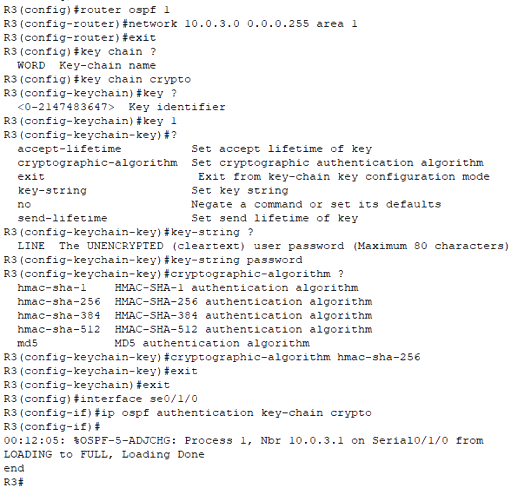 R3(config)#router ospf 1
R3(config-router)#network 10.0.3.0 0.0.0.255 area 1
R3(config-router)#exit
R3(config)#key chain ?
  WORD  Key-chain name
R3(config)#key chain crypto
R3(config-keychain)#key ?
  <0-2147483647>  Key identifier
R3(config-keychain)#key 1
R3(config-keychain-key)#?
  accept-lifetime          Set accept lifetime of key
  cryptographic-algorithm  Set cryptographic authentication algorithm
  exit                      Exit from key-chain key configuration mode
  key-string               Set key string
  no                       Negate a command or set its defaults
  send-lifetime            Set send lifetime of key
R3(config-keychain-key)#key-string ?
  LINE  The UNENCRYPTED (cleartext) user password (Maximum 80 characters)
R3(config-keychain-key)#key-string password
R3(config-keychain-key)#cryptographic-algorithm ?
  hmac-sha-1    HMAC-SHA-1 authentication algorithm
  hmac-sha-256  HMAC-SHA-256 authentication algorithm
  hmac-sha-384  HMAC-SHA-384 authentication algorithm
  hmac-sha-512  HMAC-SHA-512 authentication algorithm
  md5           MD5 authentication algorithm
R3(config-keychain-key)#cryptographic-algorithm hmac-sha-256
R3(config-keychain-key)#exit
R3(config-keychain)#exit
R3(config)#interface se0/1/0
R3(config-if)#ip ospf authentication key-chain crypto
R3(config-if)#
00:12:05: %OSPF-5-ADJCHG: Process 1, Nbr 10.0.3.1 on Serial0/1/0 from
LOADING to FULL, Loading Done
end
R3#